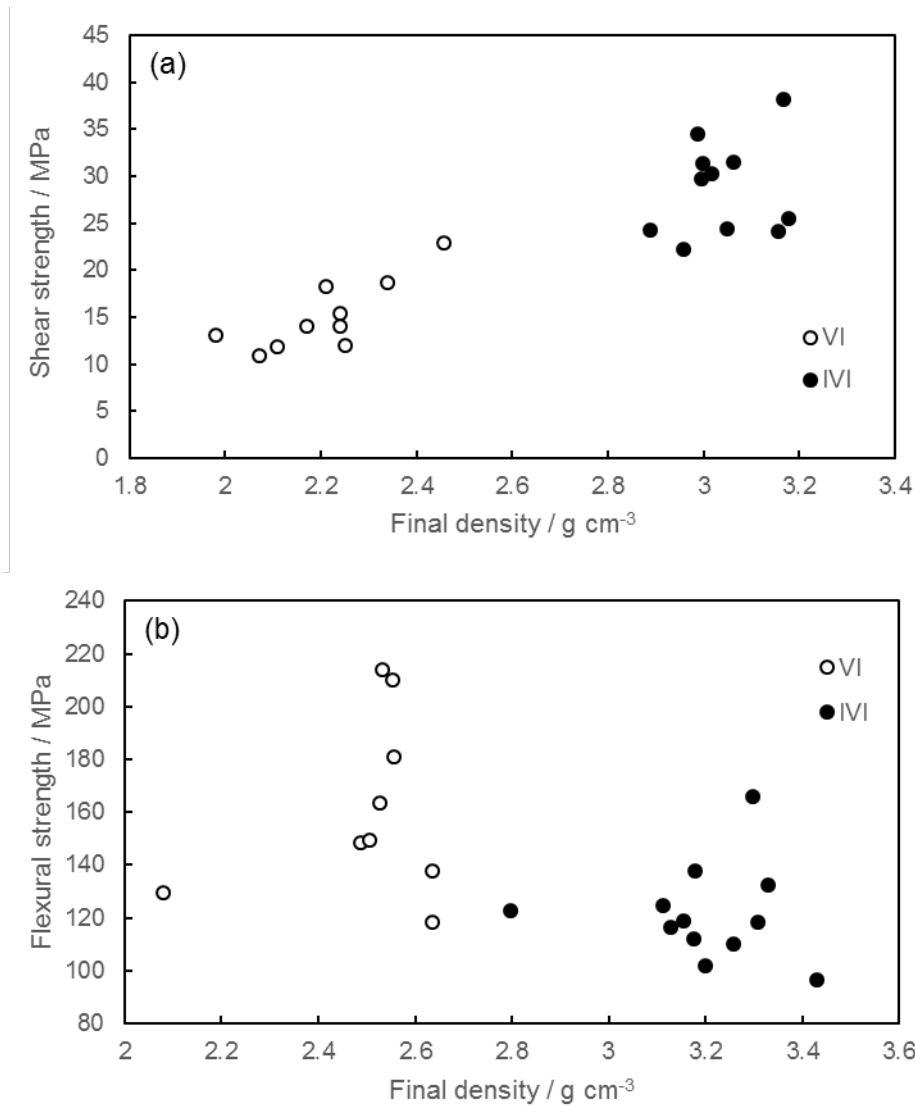 (a)
Shear strength / MPa
45
40
35
30
25
20
15
10
5
0
VI
IVI
1.8 2 2.2 2.4 2.6 2.8 3 3.2 3.4
Final density / g cm-3
(b)
Flexural strength / MPa
240
220
200
180
160
140
120
100
80
VI
IVI
2 2.2 2.4 2.6 2.8 3 3.2 3.4 3.6
Final density / g cm-3